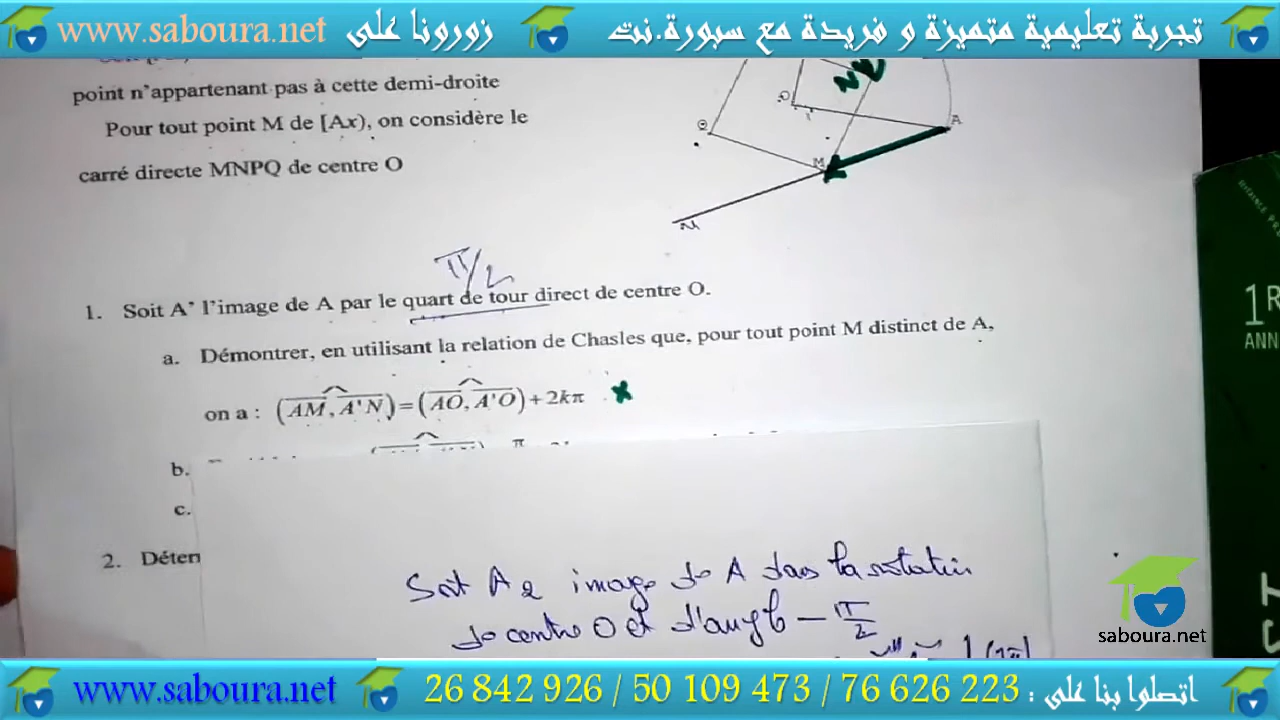 www.saboura.net زورونا على
تجربة تعليمية متميزة و فريدة مع سبورة.نت
point n'appartenant pas à cette demi-droite
Pour tout point M de [Ax), on considère le
carré directe MNPQ de centre O
A
M
π/2
1. Soit A' l'image de A par le quart de tour direct de centre O.
a. Démontrer, en utilisant la relation de Chasles que, pour tout point M distinct de A,
on a : (AM, A'N) = (AO, A'O) + 2kπ
b.
c.
2. Déten
Soit A2 image de A dans la rotation
de centre O et d'angle - π/2
1R
ANN
saboura.net
www.saboura.net
اتصلوا بنا على : 26 842 926 / 50 109 473 / 76 626 223